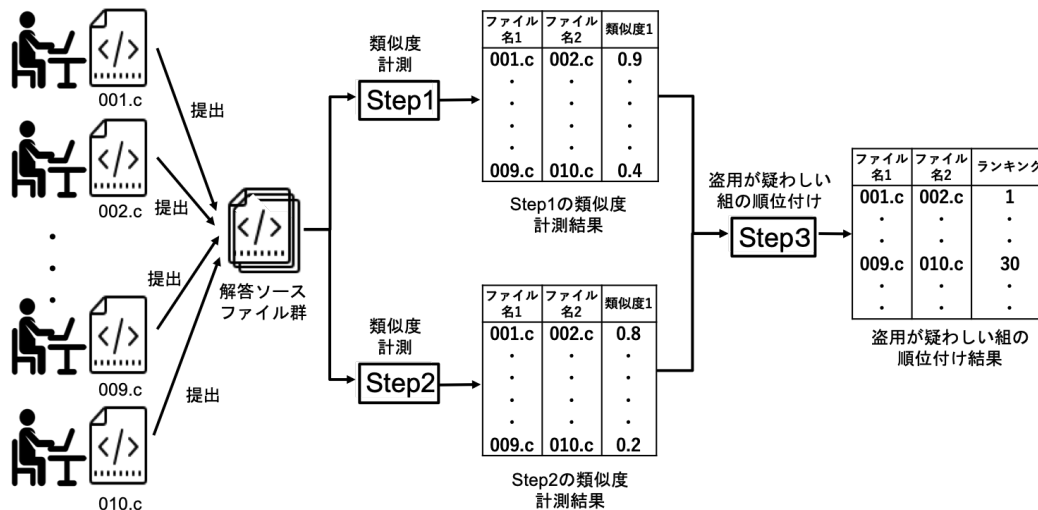 </>
001.c
提出
</>
002.c
提出
</>
009.c
提出
</>
010.c
提出
</>
解答ソース
ファイル群
類似度
計測
Step1
ファイル
名1
ファイル
名2
類似度1
001.c 002.c 0.9
009.c 010.c 0.4
Step1の類似度
計測結果
類似度
計測
Step2
ファイル
名1
ファイル
名2
類似度1
001.c 002.c 0.8
009.c 010.c 0.2
Step2の類似度
計測結果
盗用が疑わしい
組の順位付け
Step3
ファイル
名1
ファイル
名2
ランキング
001.c 002.c 1
009.c 010.c 30
盗用が疑わしい組の
順位付け結果